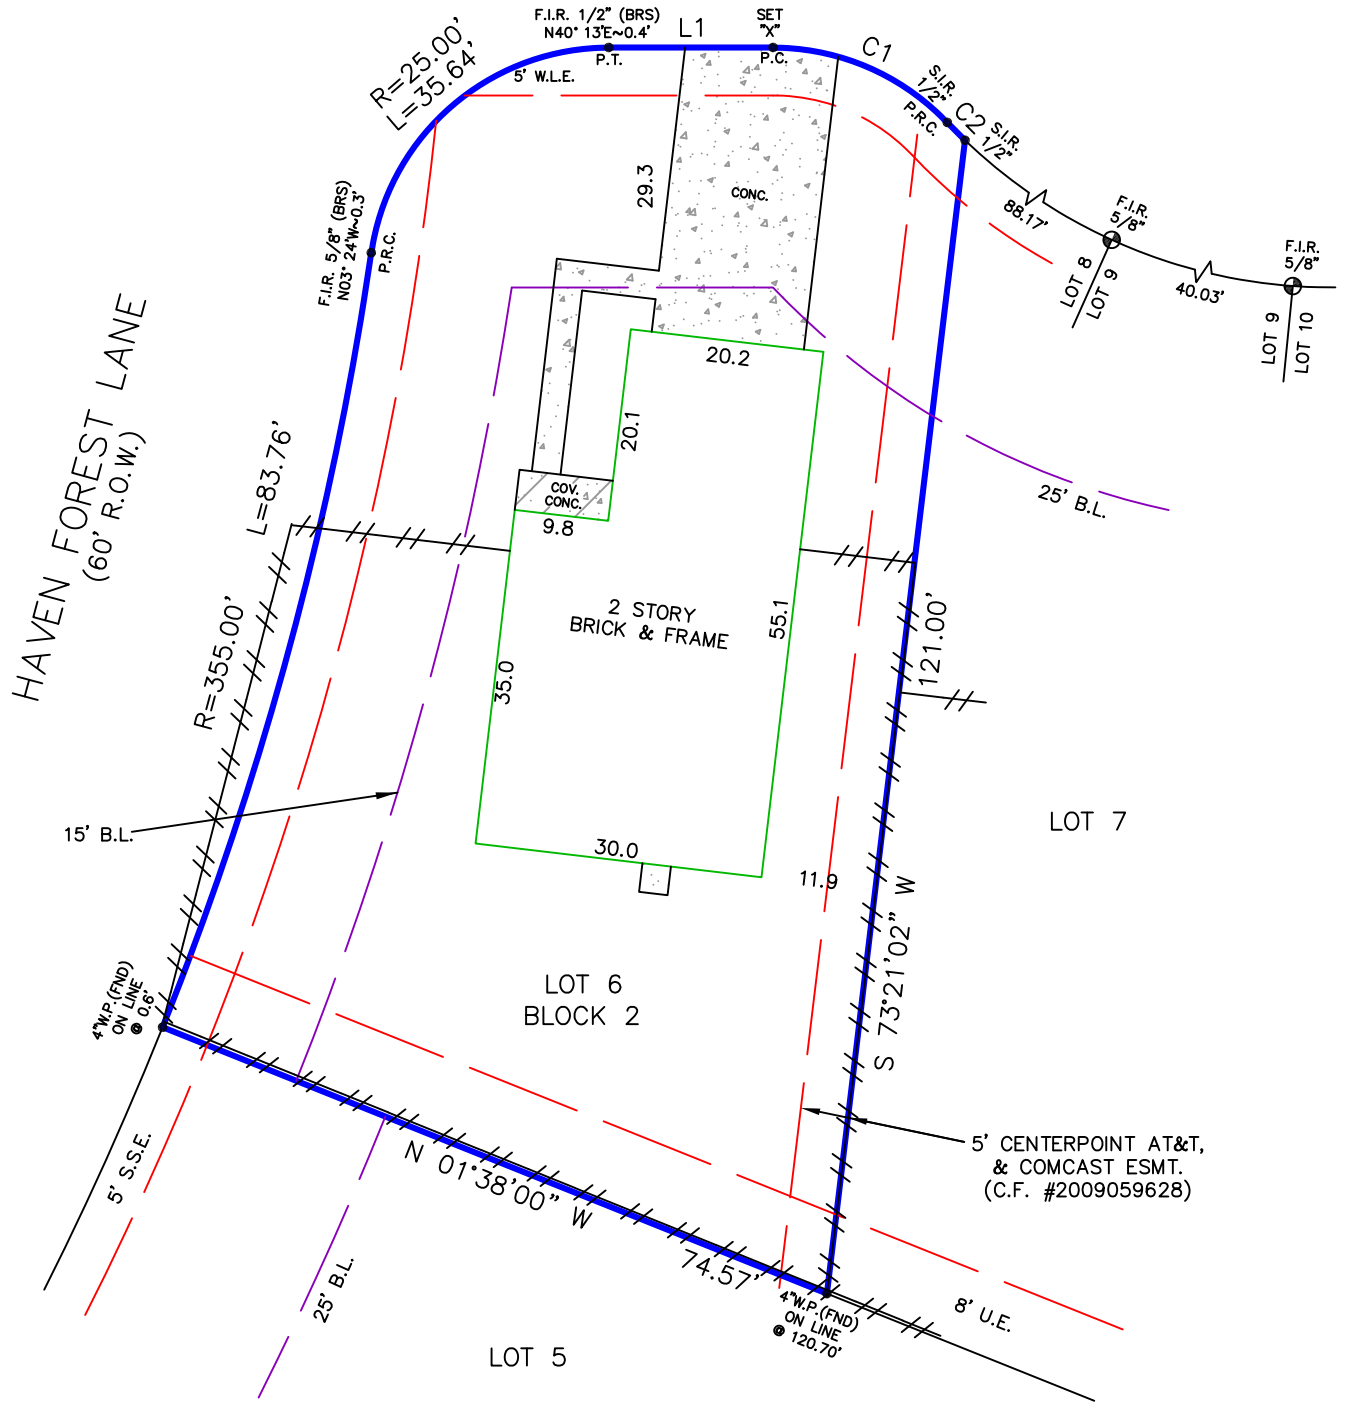 F.I.R. 1/2" (BRS)
N40° 13'E~0.4'
L1
SET
"X"
P.T.
P.C.
C1
R=25.00'
L=35.64'
5' W.L.E.
S.I.R.
1/2"
P.R.C.
C2
S.I.R.
1/2"
29.3
CONC.
88.17'
F.I.R.
5/8"
F.I.R.
5/8"
40.03'
LOT 8
LOT 9
LOT 9
LOT 10
F.I.R. 5/8" (BRS)
N03° 24'W~0.3'
P.R.C.
HAVEN FOREST LANE
(60' R.O.W.)
20.2
20.1
L=83.76'
COV.
CONC.
9.8
25' B.L.
2 STORY
BRICK & FRAME
55.1
121.00'
35.0
R=355.00'
15' B.L.
LOT 7
30.0
11.9
S 73°21'02" W
4"W.P.(FND)
ON LINE
@ 0.6'
LOT 6
BLOCK 2
5' S.S.E.
N 01°38'00" W
74.57'
5' CENTERPOINT AT&T,
& COMCAST ESMT.
(C.F. #2009059628)
25' B.L.
4"W.P.(FND)
ON LINE
@ 120.70'
8' U.E.
LOT 5